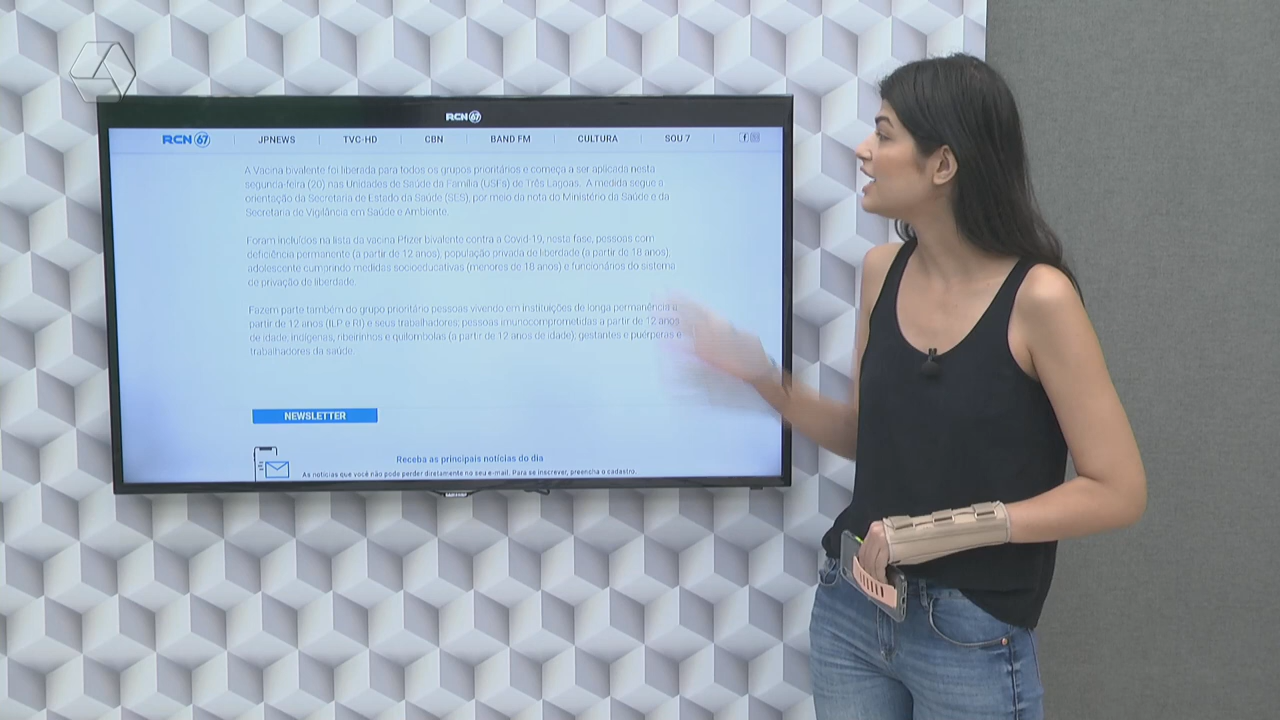 RCN 67
RCN 67 JPNEWS TVC-HD CBN BAND FM CULTURA SOU 7
A Vacina bivalente foi liberada para todos os grupos prioritários e começa a ser aplicada nesta
segunda-feira (20) nas Unidades de Saúde da Família (USFs) de Três Lagoas. A medida segue a
orientação da Secretaria de Estado da Saúde (SES), por meio da nota do Ministério da Saúde e da
Secretaria de Vigilância em Saúde e Ambiente.
Foram incluídos na lista da vacina Pfizer bivalente contra a Covid-19, nesta fase, pessoas com
deficiência permanente (a partir de 12 anos), população privada de liberdade (a partir de 18 anos),
adolescente cumprindo medidas socioeducativas (menores de 18 anos) e funcionários do sistema
de privação de liberdade.
Fazem parte também do grupo prioritário pessoas vivendo em instituições de longa permanência a
partir de 12 anos (ILP e RI) e seus trabalhadores; pessoas imunocomprometidas a partir de 12 anos
de idade; indígenas, ribeirinhos e quilombolas (a partir de 12 anos de idade); gestantes e puérperas e
trabalhadores da saúde.
NEWSLETTER
Receba as principais notícias do dia
As notícias que você não pode perder diretamente no seu e-mail. Para se inscrever, preencha o cadastro.